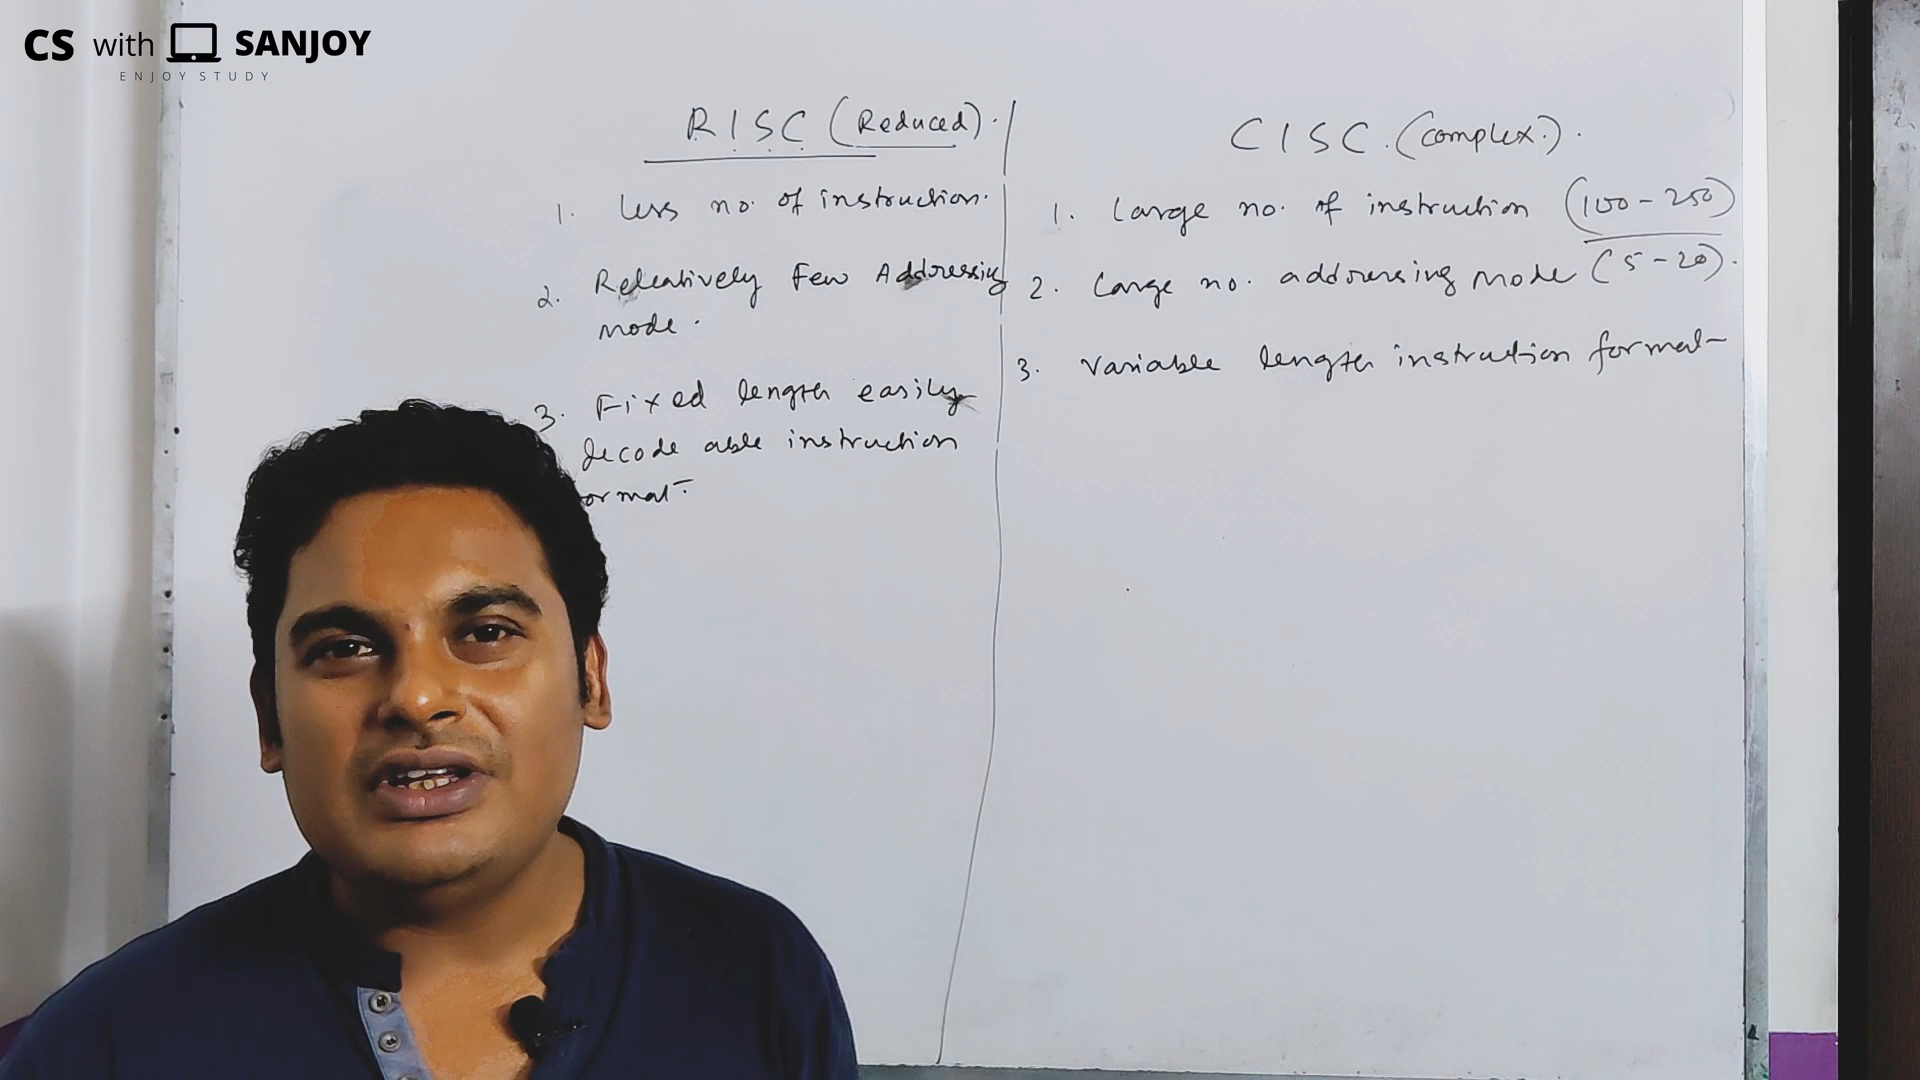 CS with SANJOY
ENJOY STUDY
RISC (Reduced).
1. Less no. of instruction.
2. Releatively Few Addressing
mode.
3. Fixed length easily
decode able instruction
ormat
CISC. (complex.).
1. Large no. of instruction (100-250)
2. Large no. addressing mode (5-20).
3. Variable length instruction format